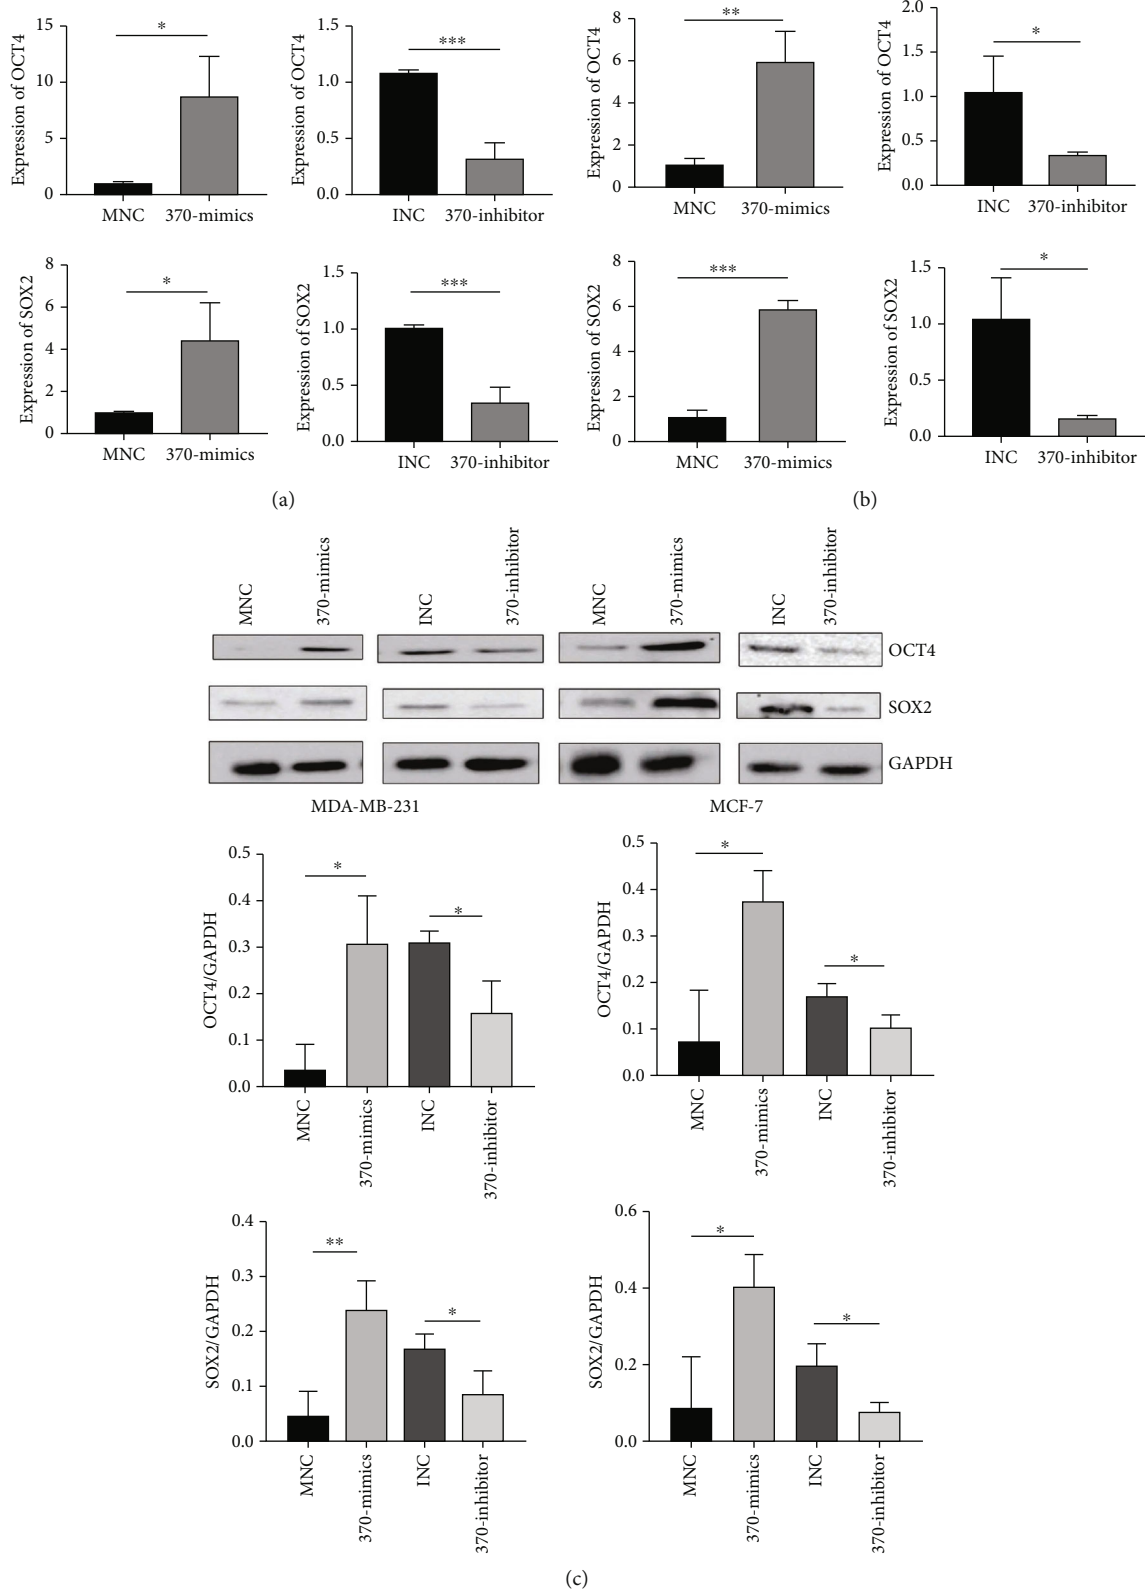 Expression of OCT4
15
10
5
0
*
MNC 370-mimics
Expression of OCT4
1.5
1.0
0.5
0.0
***
INC 370-inhibitor
Expression of OCT4
8
6
4
2
0
**
MNC 370-mimics
Expression of OCT4
2.0
1.5
1.0
0.5
0.0
*
INC 370-inhibitor
Expression of SOX2
8
6
4
2
0
*
MNC 370-mimics
Expression of SOX2
1.5
1.0
0.5
0.0
***
INC 370-inhibitor
Expression of SOX2
8
6
4
2
0
***
MNC 370-mimics
Expression of SOX2
1.5
1.0
0.5
0.0
*
INC 370-inhibitor
(a)
(b)
MNC 370-mimics INC 370-inhibitor MNC 370-mimics INC 370-inhibitor
OCT4
SOX2
GAPDH
MDA-MB-231 MCF-7
OCT4/GAPDH
0.5
0.4
0.3
0.2
0.1
0.0
*
*
MNC 370-mimics INC 370-inhibitor
OCT4/GAPDH
0.5
0.4
0.3
0.2
0.1
0.0
*
*
MNC 370-mimics INC 370-inhibitor
SOX2/GAPDH
0.4
0.3
0.2
0.1
0.0
**
*
MNC 370-mimics INC 370-inhibitor
SOX2/GAPDH
0.6
0.4
0.2
0.0
*
*
MNC 370-mimics INC 370-inhibitor
(c)